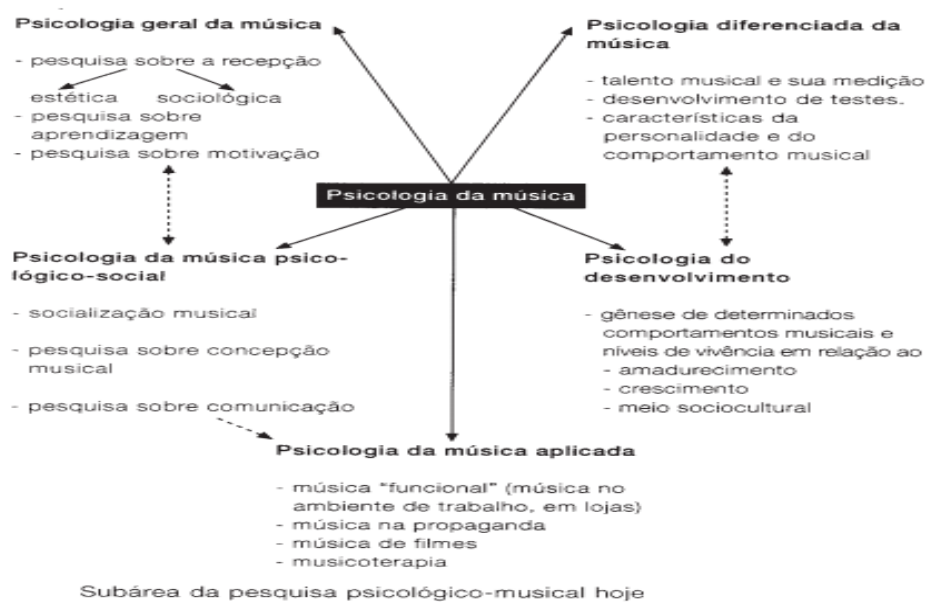 Psicologia geral da música
- pesquisa sobre a recepção
estética sociológica
- pesquisa sobre
aprendizagem
- pesquisa sobre motivação
Psicologia diferenciada da
música
- talento musical e sua medição
- desenvolvimento de testes.
- características da
personalidade e do
comportamento musical
Psicologia da música
Psicologia da música psico-
lógico-social
- socialização musical
- pesquisa sobre concepção
musical
- pesquisa sobre comunicação
Psicologia do
desenvolvimento
- gênese de determinados
comportamentos musicais e
níveis de vivência em relação ao
- amadurecimento
- crescimento
- meio sociocultural
Psicologia da música aplicada
- música "funcional" (música no
ambiente de trabalho, em lojas)
- música na propaganda
- música de filmes
- musicoterapia
Subárea da pesquisa psicológico-musical hoje